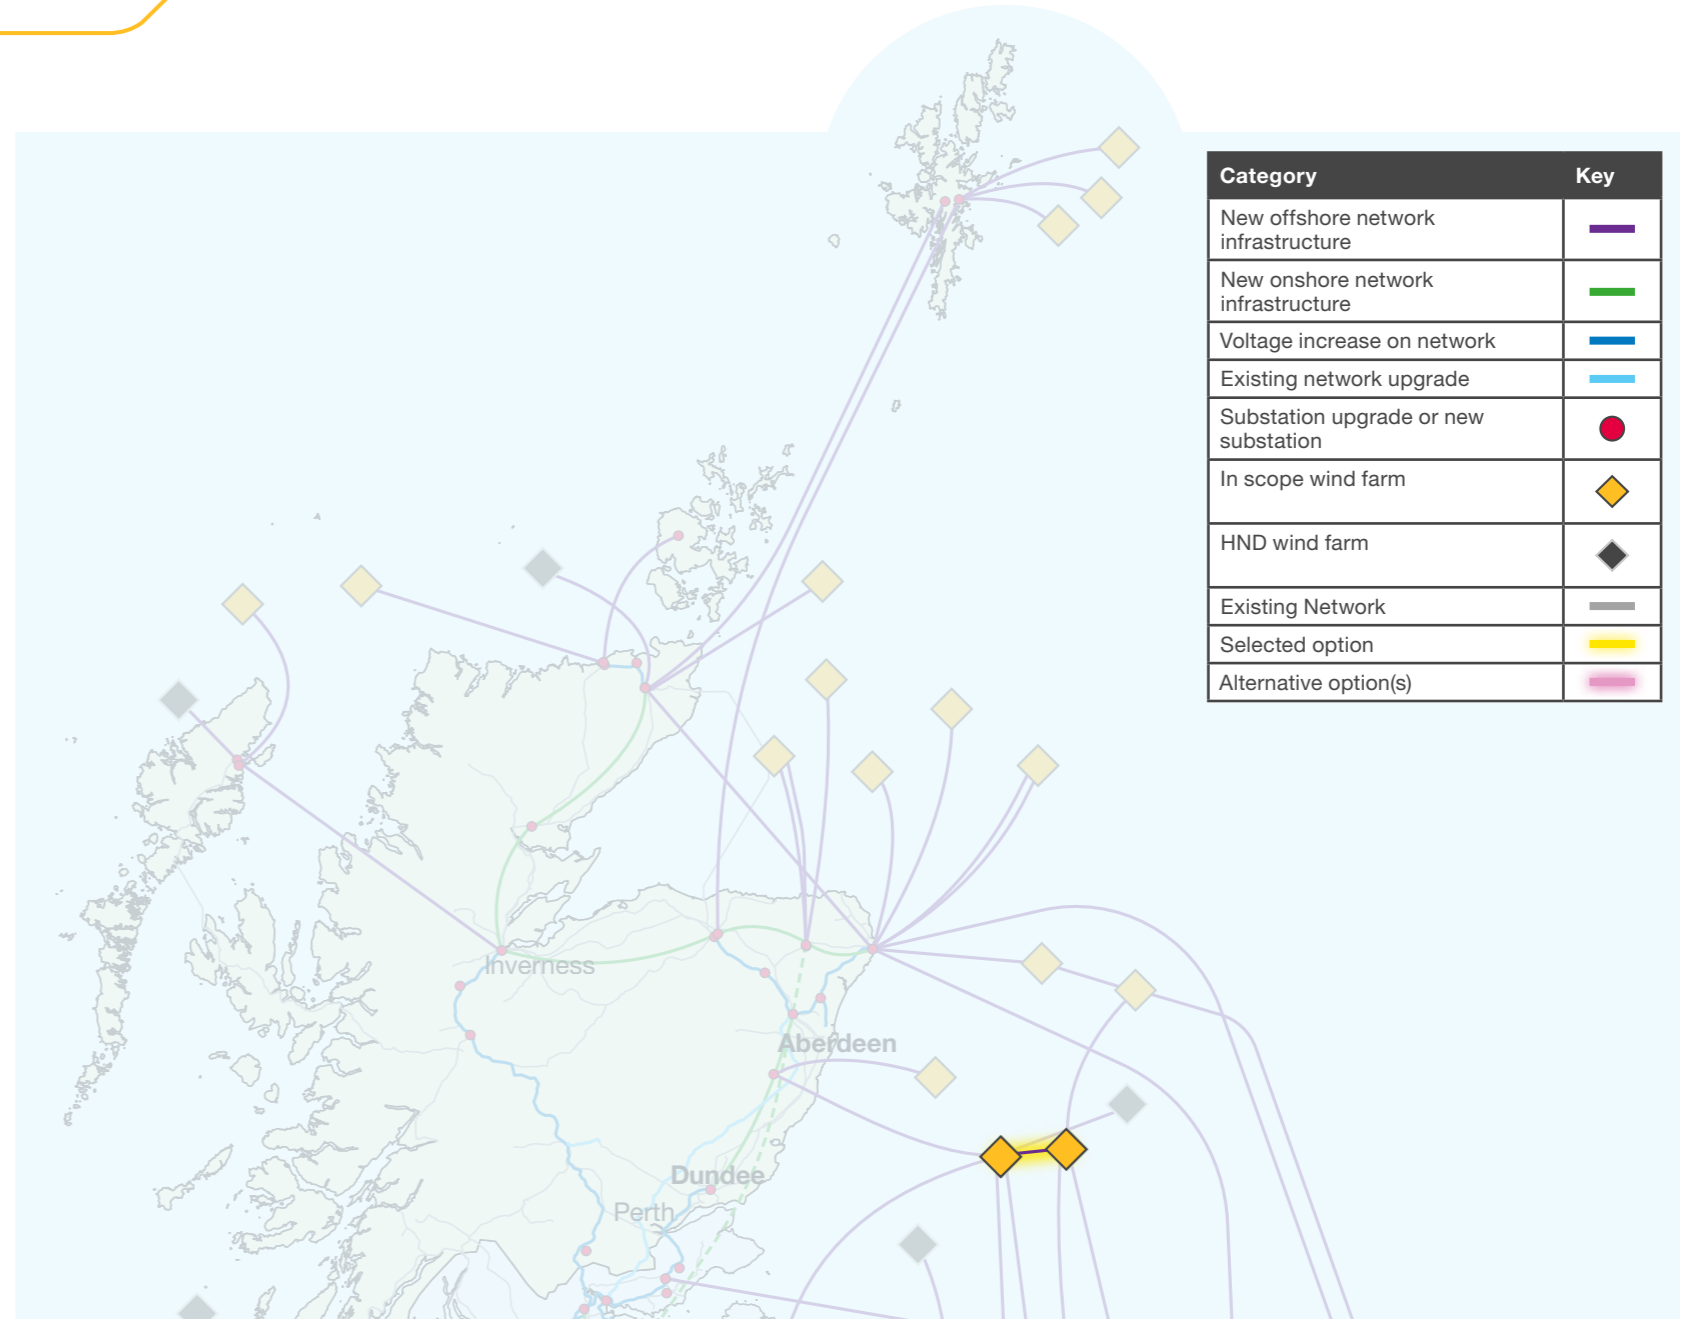 Category Key
New offshore network
infrastructure
New onshore network
infrastructure
Voltage increase on network
Existing network upgrade
Substation upgrade or new
substation
In scope wind farm
HND wind farm
Existing Network
Selected option
Alternative option(s)
Inverness
Aberdeen
Dundee
Perth